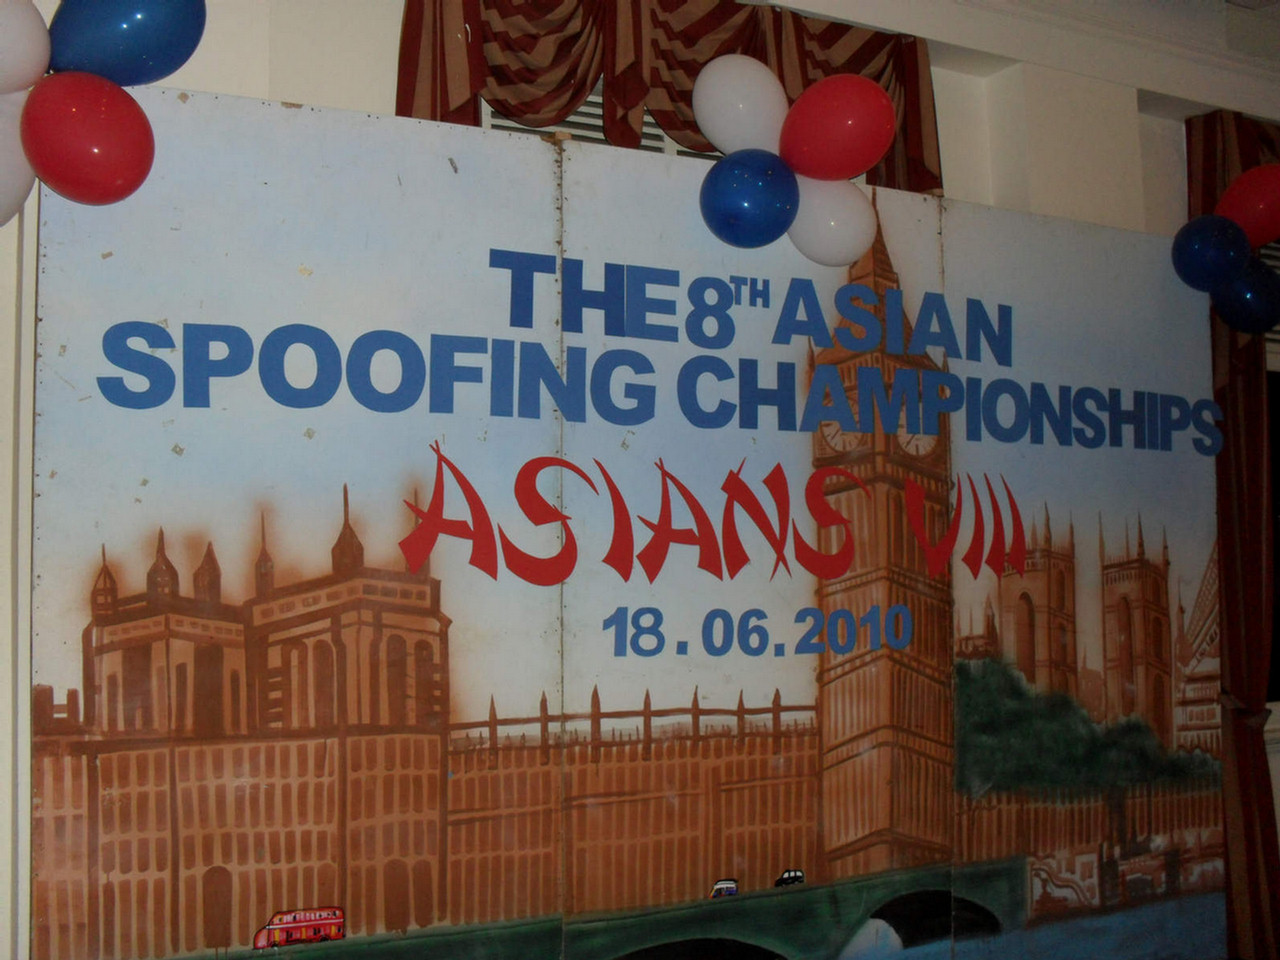 THE 8TH ASIAN
SPOOFING CHAMPIONSHIPS
ASIANS VIII
18.06.2010